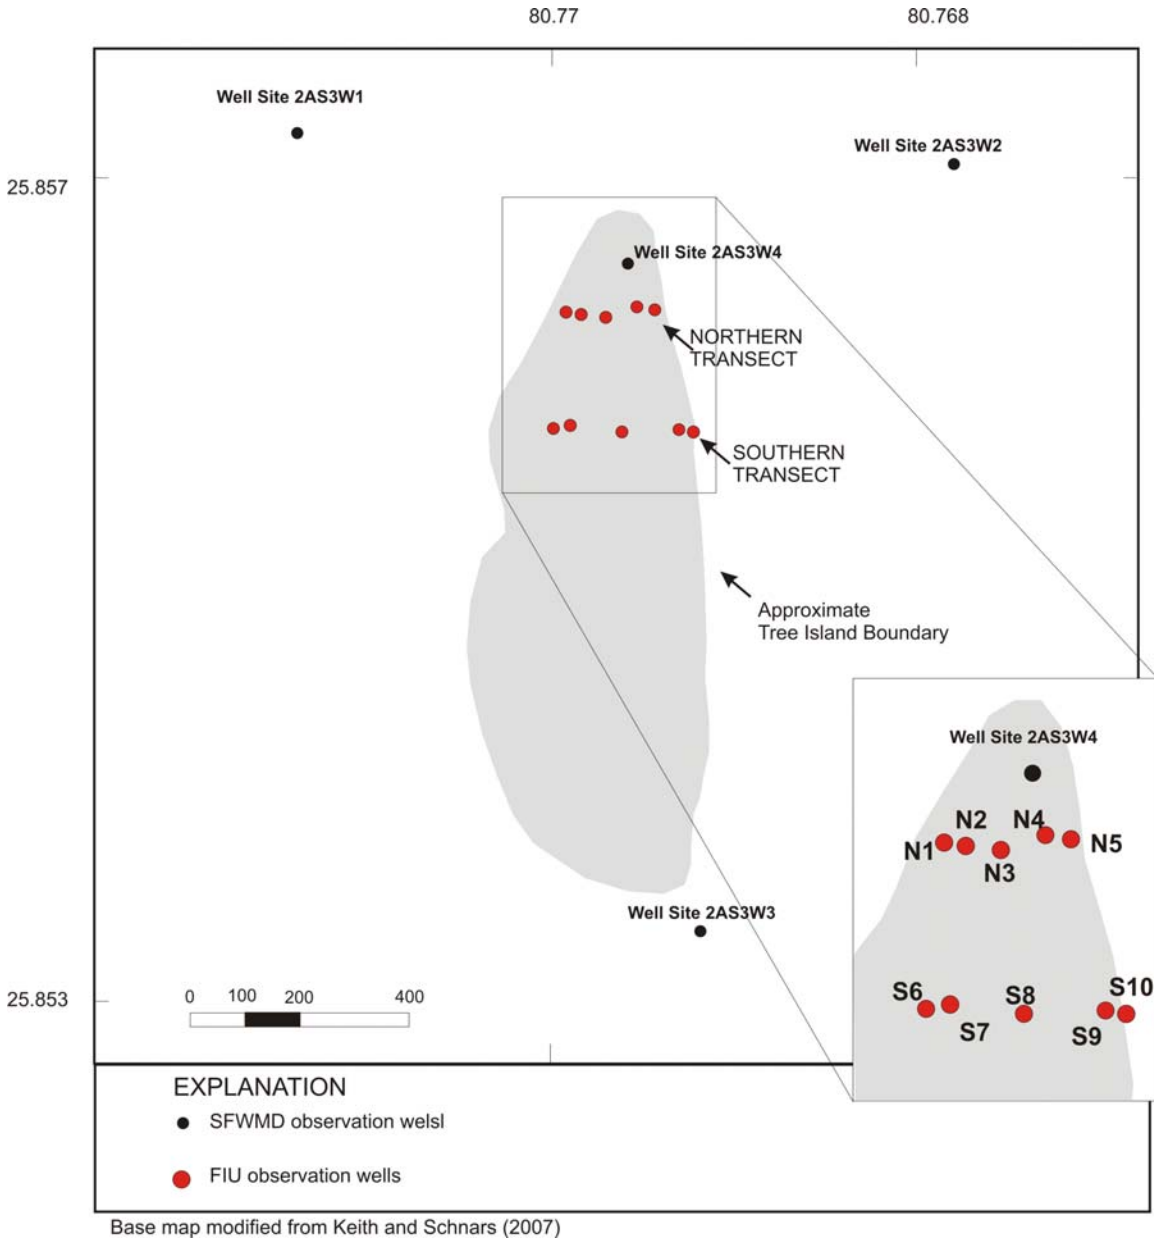 80.77
80.768
Well Site 2AS3W1
Well Site 2AS3W2
25.857
Well Site 2AS3W4
NORTHERN
TRANSECT
SOUTHERN
TRANSECT
Approximate
Tree Island Boundary
Well Site 2AS3W4
N1
N2
N3
N4
N5
S6
S7
S8
S9
S10
Well Site 2AS3W3
25.853
0 100 200 400
EXPLANATION
SFWMD observation welsl
FIU observation wells
Base map modified from Keith and Schnars (2007)